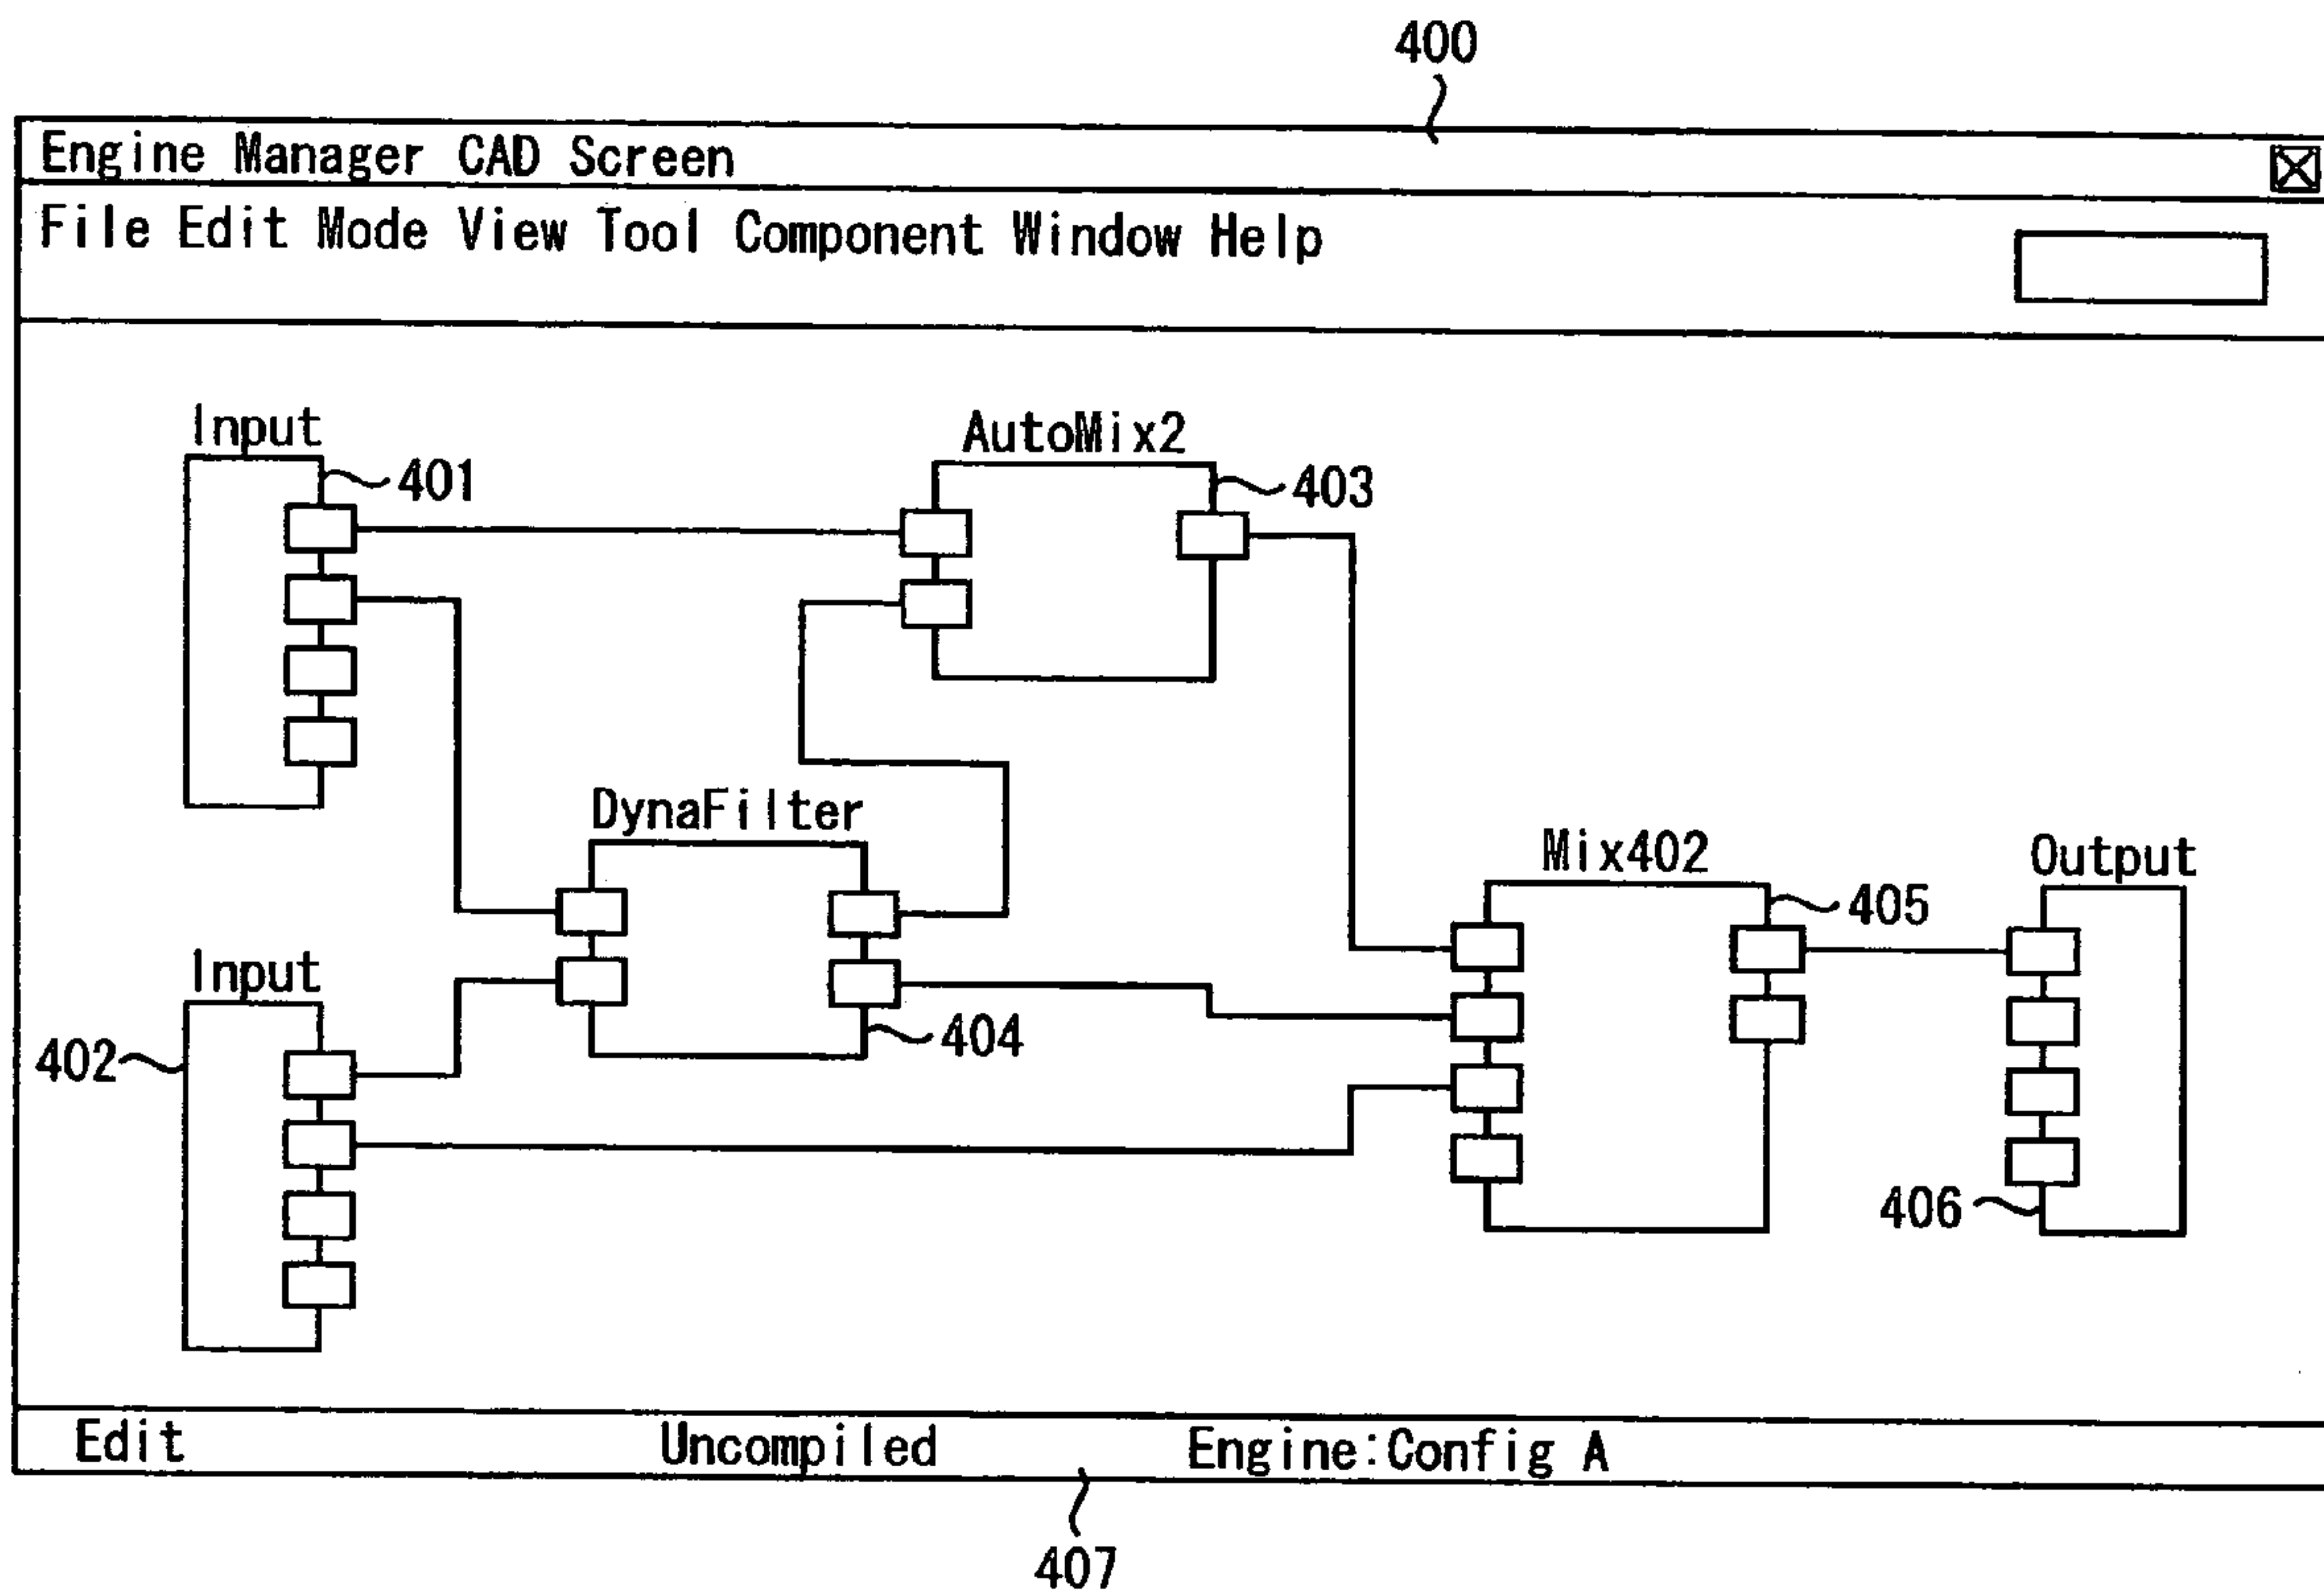 400
Engine Manager CAD Screen
File Edit Mode View Tool Component Window Help
Input
401
AutoMix2
403
DynaFilter
404
Input
402
Mix402
405
Output
406
Edit Uncompiled Engine:Config A
407